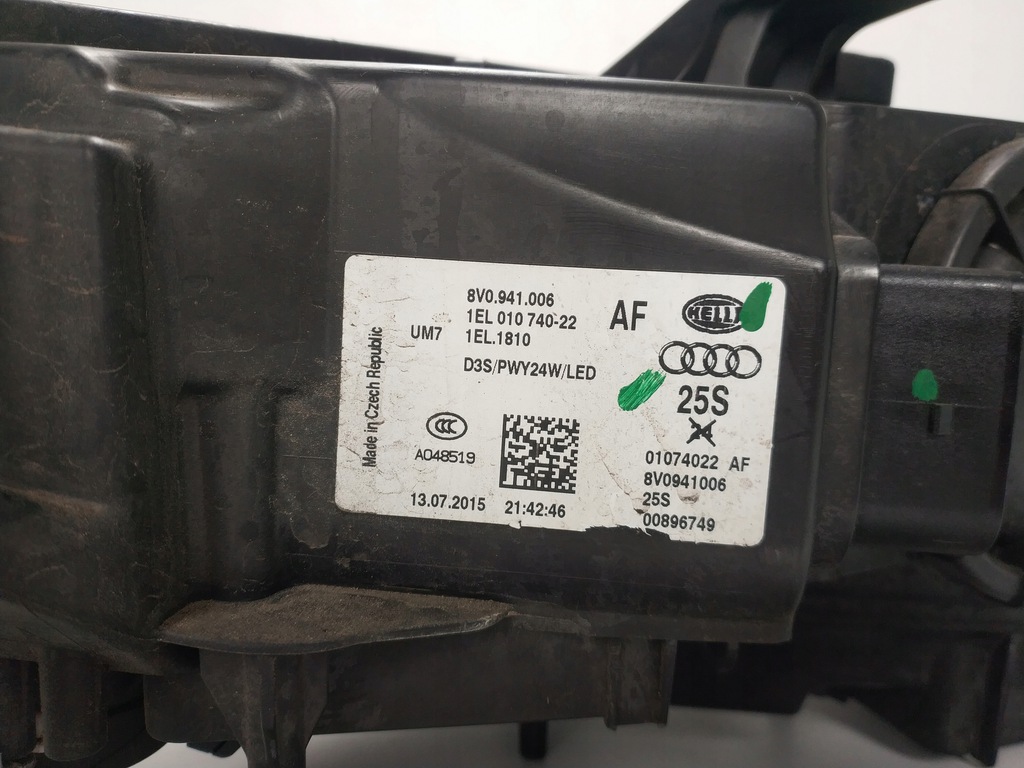 8V0.941.006
1EL 010 740-22
UM7 1EL.1810
D3S/PWY24W/LED
AF
HELLA
25S
Made in Czech Republic
CCC
A048519
13.07.2015 21:42:46
01074022 AF
8V0941006
25S
00896749